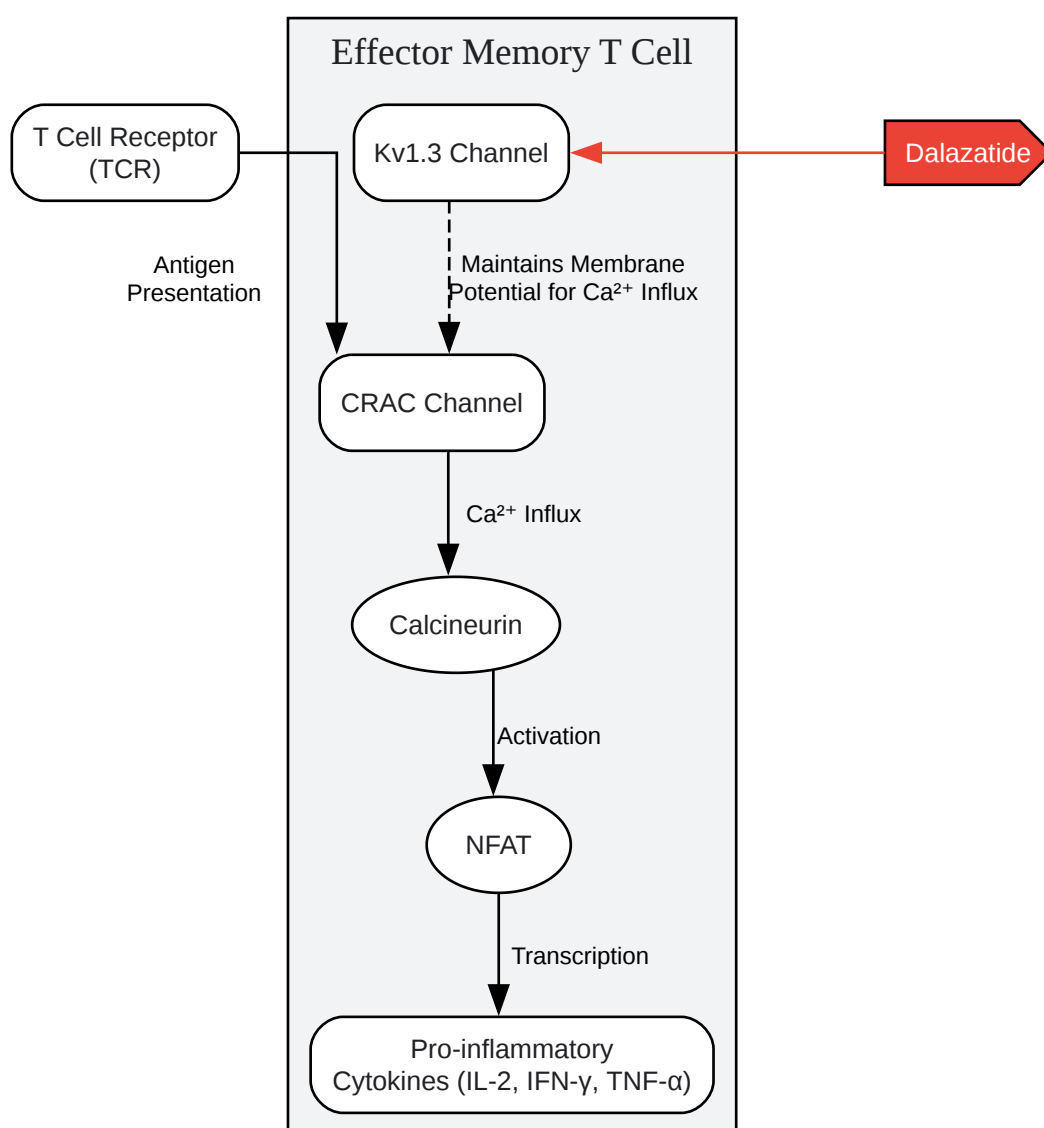 Effector Memory T Cell
T Cell Receptor
(TCR)
Kv1.3 Channel
Dalazatide
Antigen
Presentation
Maintains Membrane
Potential for Ca²⁺ Influx
CRAC Channel
Ca²⁺ Influx
Calcineurin
Activation
NFAT
Transcription
Pro-inflammatory
Cytokines (IL-2, IFN-γ, TNF-α)